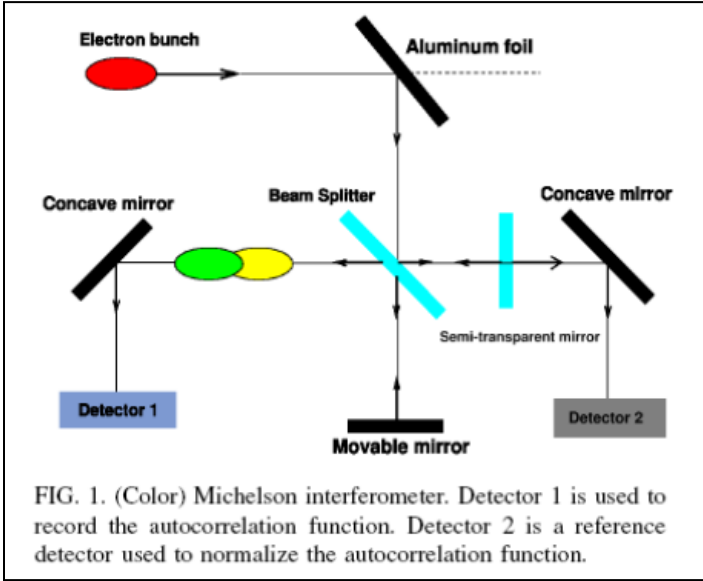 Electron bunch
Aluminum foil
Concave mirror
Beam Splitter
Concave mirror
Semi-transparent mirror
Detector 1
Detector 2
Movable mirror
FIG. 1. (Color) Michelson interferometer. Detector 1 is used to
record the autocorrelation function. Detector 2 is a reference
detector used to normalize the autocorrelation function.